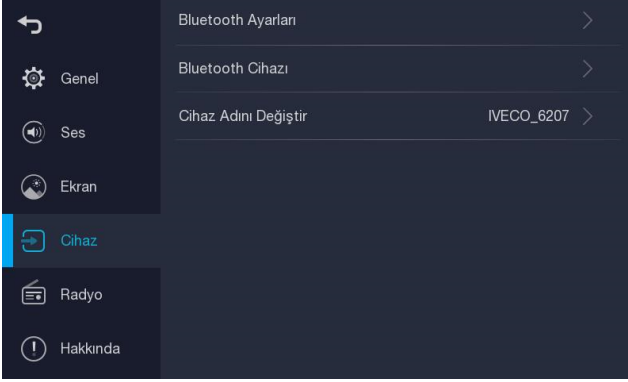 Genel
Ses
Ekran
Cihaz
Radyo
Hakkında
Bluetooth Ayarları
Bluetooth Cihazı
Cihaz Adını Değiştir IVECO_6207